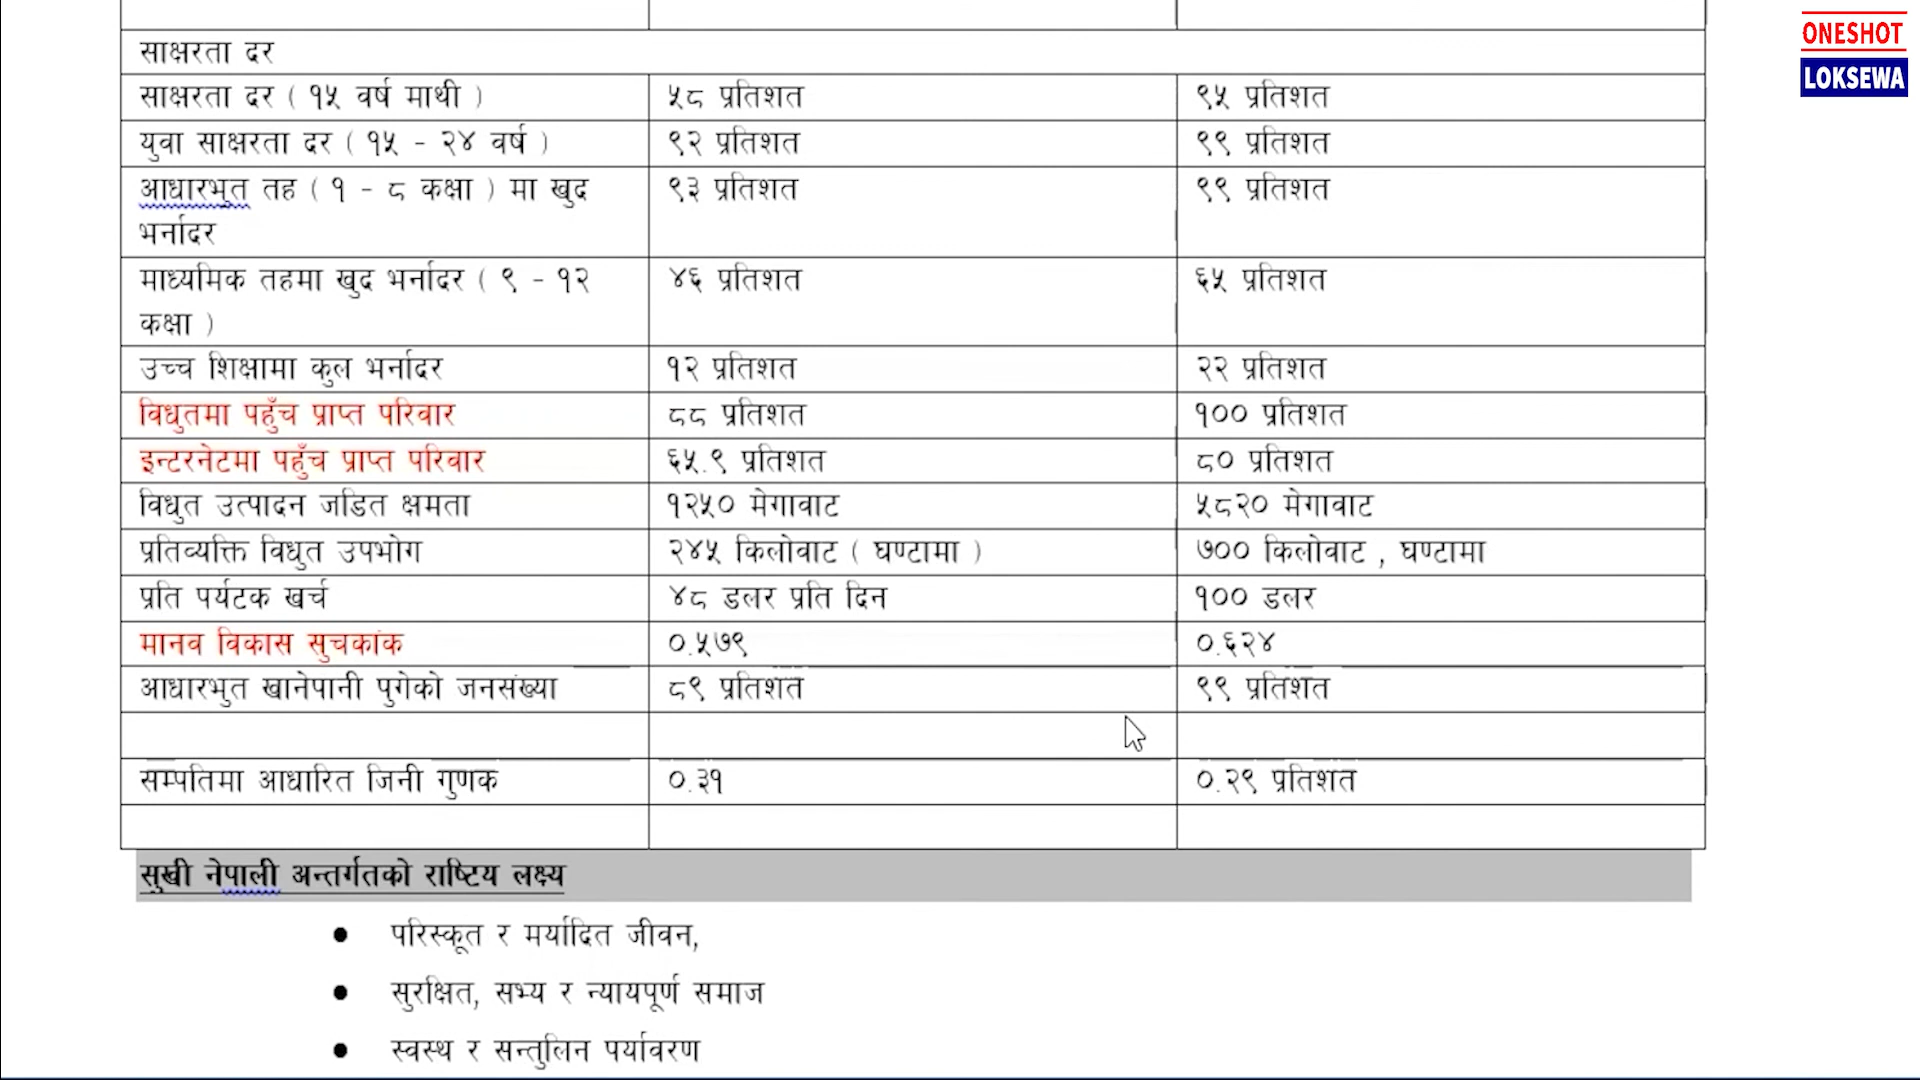 ONESHOT
LOKSEWA
साक्षरता दर
साक्षरता दर ( १५ वर्ष माथी ) ५८ प्रतिशत ९५ प्रतिशत
युवा साक्षरता दर ( १५ - २४ वर्ष ) ९२ प्रतिशत ९९ प्रतिशत
आधारभुत तह ( १ - ८ कक्षा ) मा खुद ९३ प्रतिशत ९९ प्रतिशत
भर्नादर
माध्यमिक तहमा खुद भर्नादर ( ९ - १२ ४६ प्रतिशत ६५ प्रतिशत
कक्षा )
उच्च शिक्षामा कुल भर्नादर १२ प्रतिशत २२ प्रतिशत
विधुतमा पहुँच प्राप्त परिवार ८८ प्रतिशत १०० प्रतिशत
इन्टरनेटमा पहुँच प्राप्त परिवार ६५.९ प्रतिशत ८० प्रतिशत
विधुत उत्पादन जडित क्षमता १२५० मेगावाट ५८२० मेगावाट
प्रतिव्यक्ति विधुत उपभोग २४५ किलोवाट ( घण्टामा ) ७०० किलोवाट , घण्टामा
प्रति पर्यटक खर्च ४८ डलर प्रति दिन १०० डलर
मानव विकास सुचकांक ०.५७९ ०.६२४
आधारभुत खानेपानी पुगेको जनसंख्या ८९ प्रतिशत ९९ प्रतिशत
सम्पतिमा आधारित जिनी गुणक ०.३१ ०.२९ प्रतिशत
सुखी नेपाली अन्तर्गतको राष्टिय लक्ष्य
● परिस्कृत र मर्यादित जीवन,
● सुरक्षित, सभ्य र न्यायपूर्ण समाज
● स्वस्थ र सन्तुलिन पर्यावरण